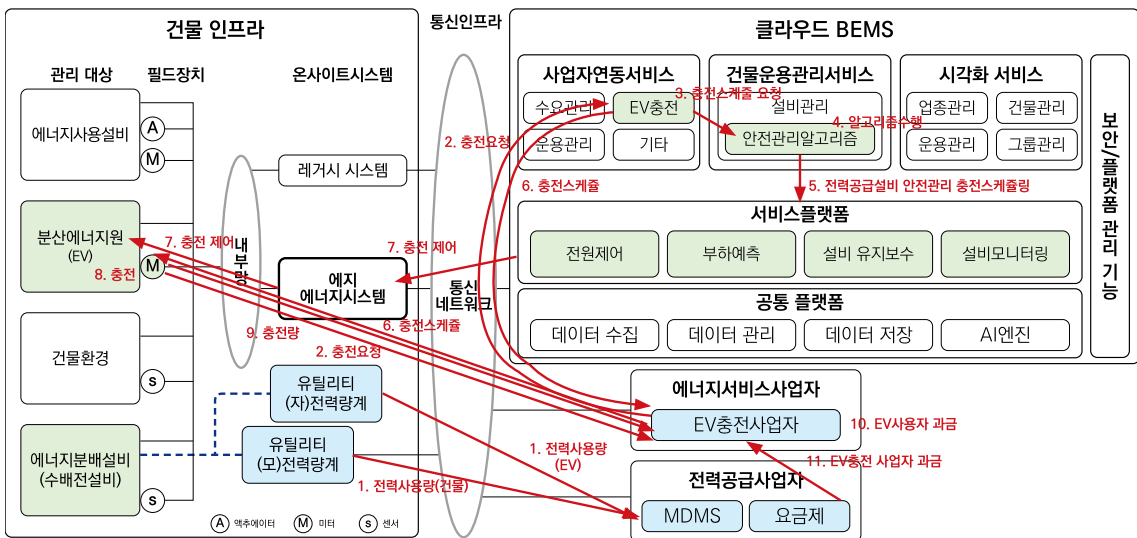 건물 인프라
관리 대상
필드장치
온사이트시스템
에너지사용설비
A
M
레거시 시스템
분산에너지원
(EV)
M
내부망
에지
에너지시스템
건물환경
s
유틸리티
(자)전력량계
에너지분배설비
(수배전설비)
s
유틸리티
(모)전력량계
A 액추에이터
M 미터
s 센서
통신인프라
통신
네트워크
클라우드 BEMS
사업자연동서비스
수요관리
EV충전
운용관리
기타
건물운용관리서비스
설비관리
안전관리알고리즘
시각화 서비스
업종관리
건물관리
운용관리
그룹관리
보안/플랫폼 관리 기능
서비스플랫폼
전원제어
부하예측
설비 유지보수
설비모니터링
공통 플랫폼
데이터 수집
데이터 관리
데이터 저장
AI엔진
에너지서비스사업자
EV충전사업자
전력공급사업자
MDMS
요금제
1. 전력사용량(건물)
1. 전력사용량
(EV)
2. 충전요청
2. 충전요청
3. 충전스케줄 요청
4. 알고리즘수행
5. 전력공급설비 안전관리 충전스케쥴링
6. 충전스케쥴
6. 충전스케쥴
7. 충전 제어
7. 충전 제어
8. 충전
9. 충전량
10. EV사용자 과금
11. EV충전 사업자 과금